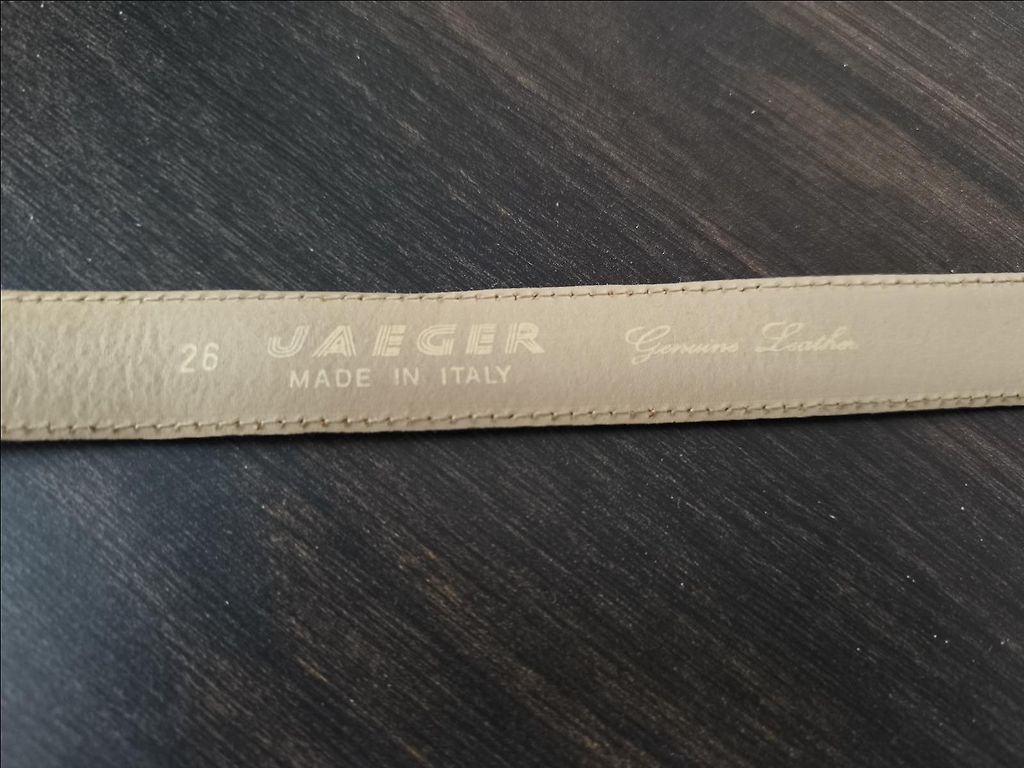 26
JAEGER
MADE IN ITALY
Genuine Leather